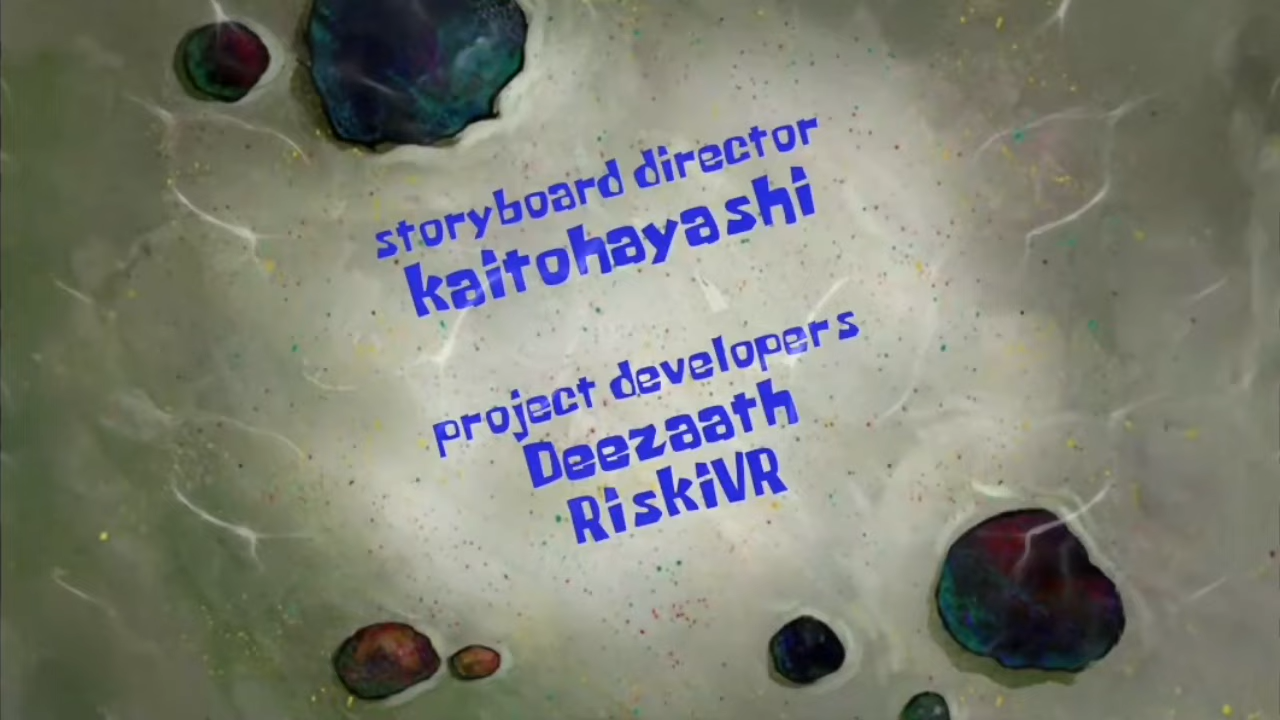 storyboard director
kaitohayashi
project developers
Deezaath
RiskiVR